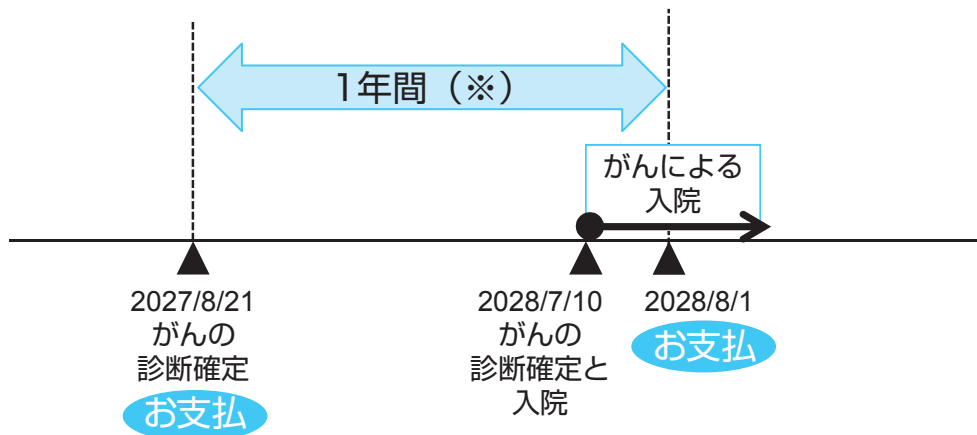 1年間（※）
がんによる
入院
2027/8/21
がんの
診断確定
お支払
2028/7/10
がんの
診断確定と
入院
2028/8/1
お支払